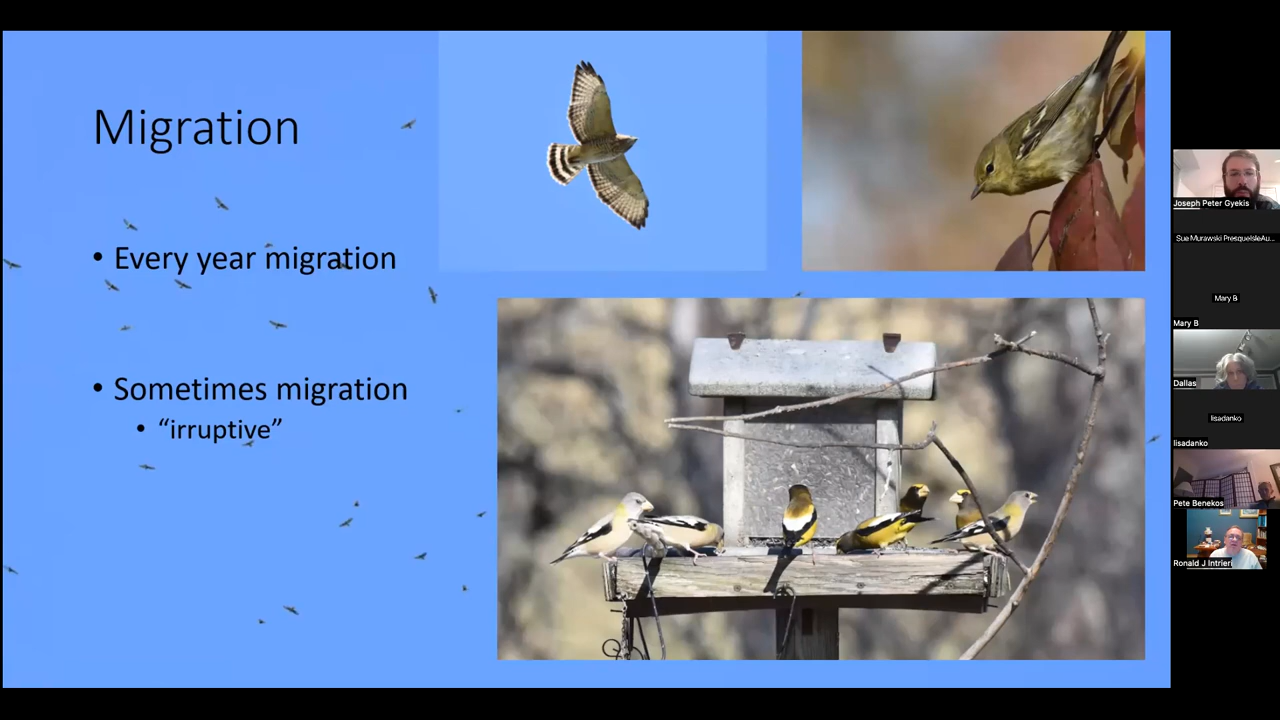 Migration
• Every year migration
• Sometimes migration
• “irruptive”
Joseph Peter Gyekis
Sue Murawski PresqueIsleAu...
Mary B
Mary B
Dallas
lisadanko
lisadanko
Pete Benekos
Ronald J Intrieri